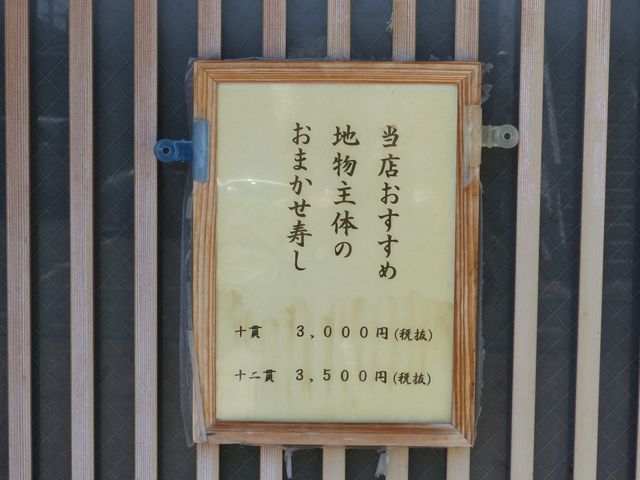 当店おすすめ
地物主体の
おまかせ寿し
十貫 3,000円(税抜)
十二貫 3,500円(税抜)